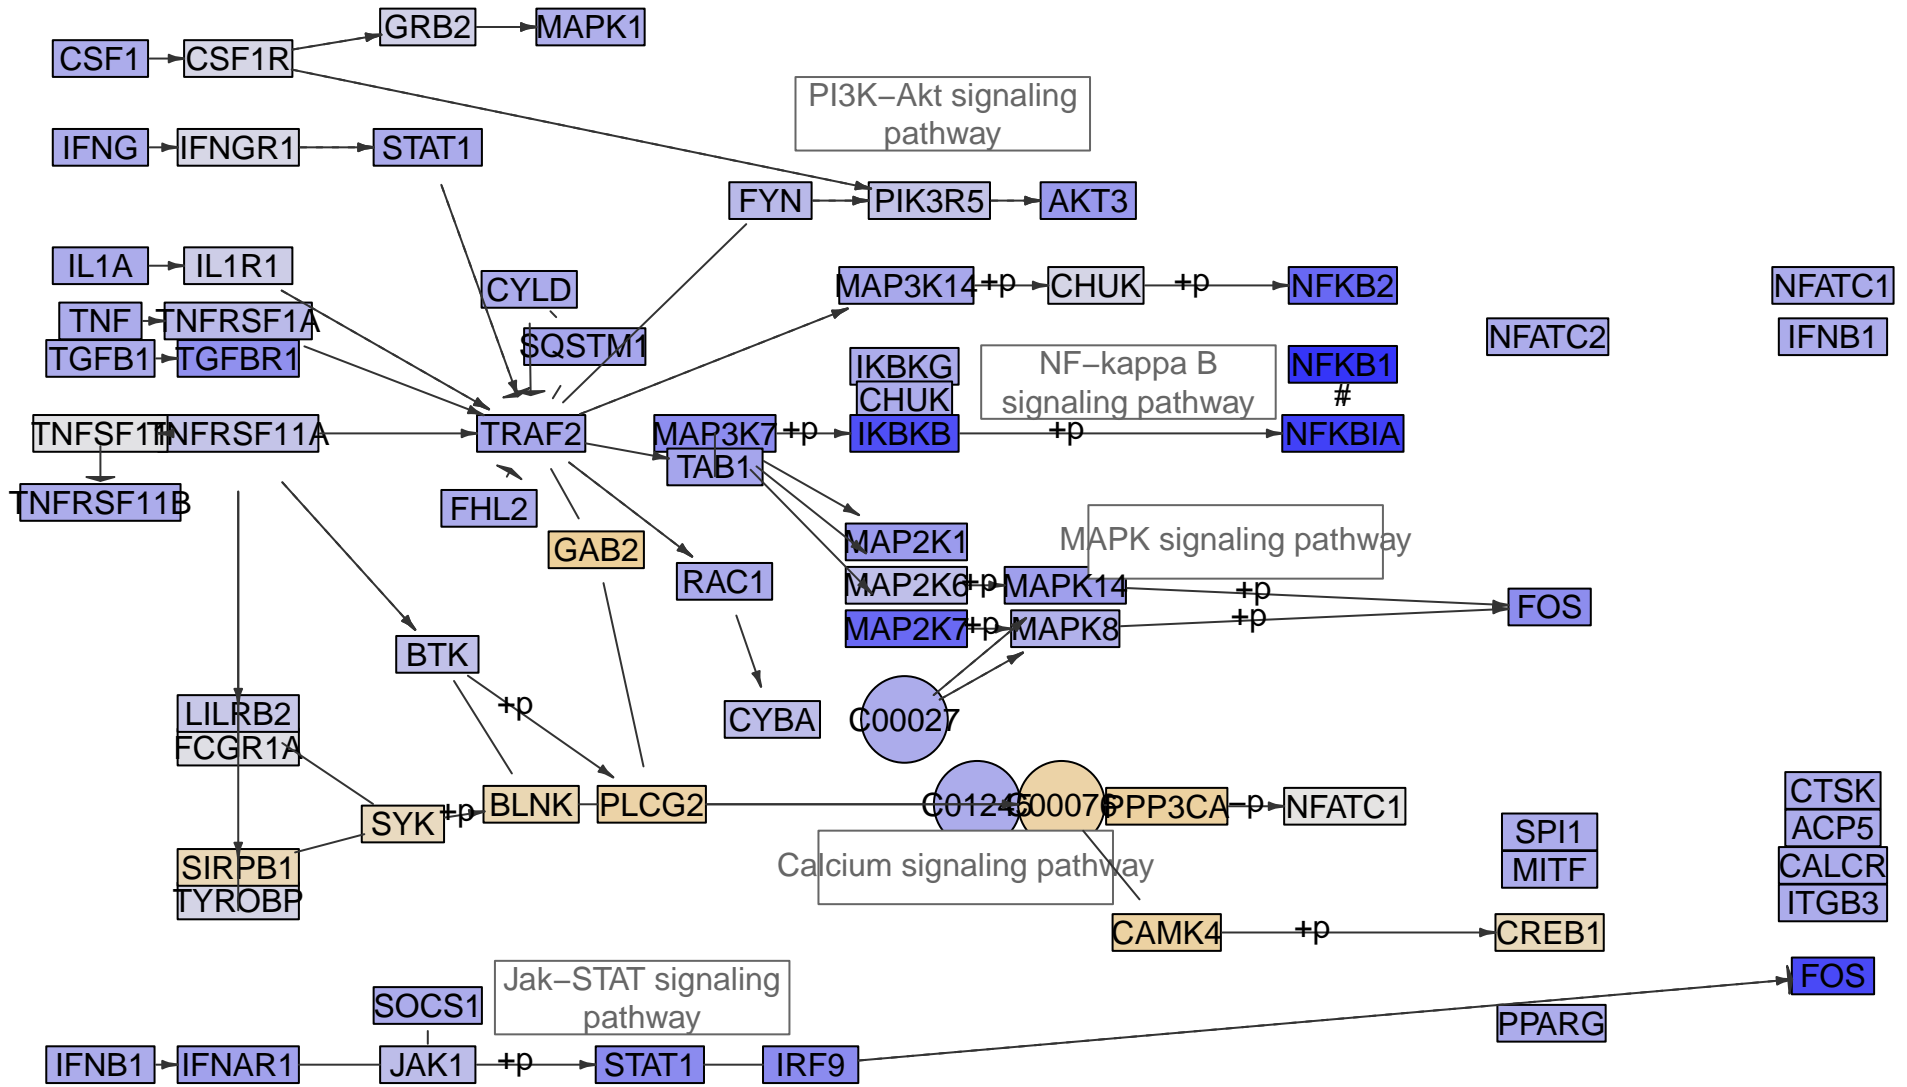 GRB2
MAPK1
CSF1
CSF1R
PI3K−Akt signaling
pathway
IFNG
IFNGR1
STAT1
FYN
PIK3R5
AKT3
IL1A
IL1R1
CYLD
MAP3K14
+p
CHUK
+p
NFKB2
NFATC1
TNF
TNFRSF1A
SQSTM1
NFATC2
IFNB1
TGFB1
TGFBR1
IKBKG
NF−kappa B
signaling pathway
NFKB1
CHUK
#
TNFSF11
TNFRSF11A
TRAF2
MAP3K7
+p
IKBKB
+p
NFKBIA
TAB1
TNFRSF11B
FHL2
GAB2
MAP2K1
MAPK signaling pathway
RAC1
MAP2K6
+p
MAPK14
+p
FOS
MAP2K7
+p
MAPK8
+p
BTK
+p
LILRB2
CYBA
C00027
FCGR1A
SYK
+p
BLNK
PLCG2
C01245
C00076
PPP3CA
−p
NFATC1
CTSK
SPI1
ACP5
SIRPB1
Calcium signaling pathway
MITF
CALCR
TYROBP
ITGB3
CAMK4
+p
CREB1
Jak−STAT signaling
pathway
FOS
SOCS1
PPARG
IFNB1
IFNAR1
JAK1
+p
STAT1
IRF9